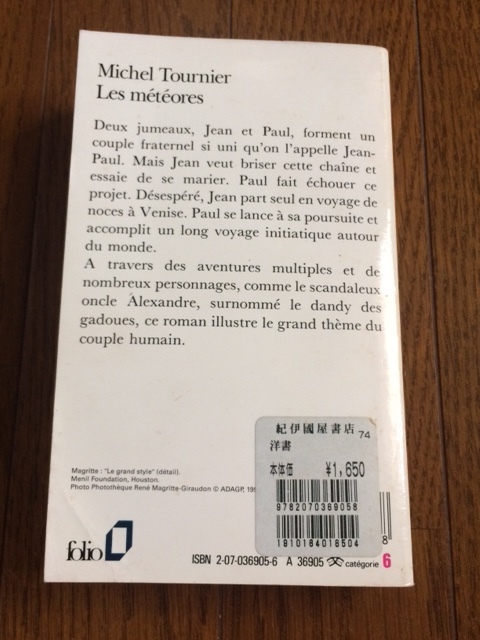 Michel Tournier
Les météores
Deux jumeaux, Jean et Paul, forment un
couple fraternel si uni qu'on l'appelle Jean-
Paul. Mais Jean veut briser cette chaîne et
essaie de se marier. Paul fait échouer ce
projet. Désespéré, Jean part seul en voyage de
noces à Venise. Paul se lance à sa poursuite et
accomplit un long voyage initiatique autour
du monde.
A travers des aventures multiples et de
nombreux personnages, comme le scandaleux
oncle Alexandre, surnommé le dandy des
gadoues, ce roman illustre le grand thème du
couple humain.
紀伊國屋書店 74
洋書
本体価 ¥1,650
9782070369058
1910184016504
Magritte : "Le grand style" (détail).
Menil Foundation, Houston.
Photo Photothèque René Magritte-Giraudon © ADAGP, 199
8
folio
ISBN 2-07-036905-6 A 36905 catégorie 6